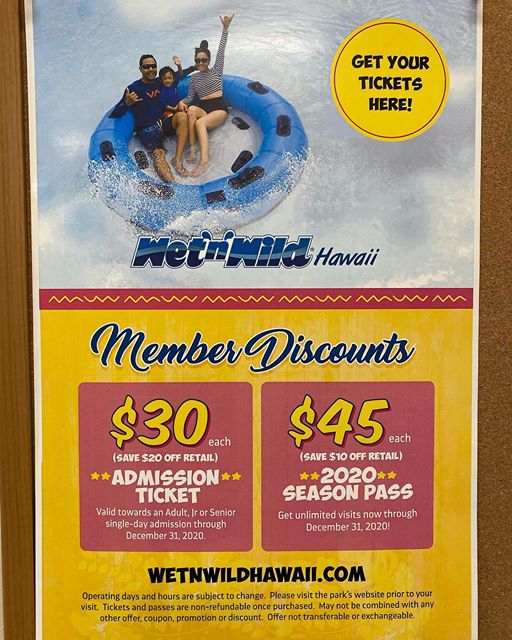 GET YOUR
TICKETS
HERE!
Wet'n'Wild® Hawaii
Member Discounts
$30 each
(SAVE $20 OFF RETAIL)
ADMISSION
TICKET
Valid towards an Adult, Jr or Senior
single-day admission through
December 31, 2020.
$45 each
(SAVE $10 OFF RETAIL)
2020
SEASON PASS
Get unlimited visits now through
December 31, 2020!
WETNWILDHAWAII.COM
Operating days and hours are subject to change. Please visit the park's website prior to your
visit. Tickets and passes are non-refundable once purchased. May not be combined with any
other offer, coupon, promotion or discount. Offer not transferable or exchangeable.